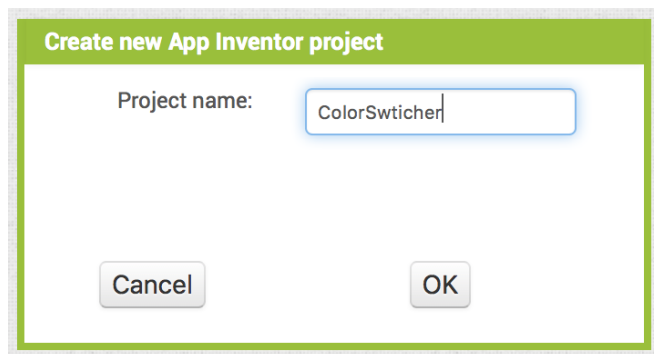 Create new App Inventor project
Project name:
ColorSwticher
Cancel
OK